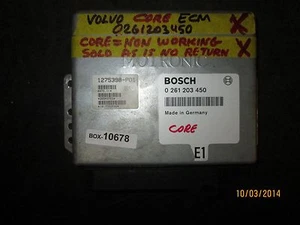 VOLVO CORE ECM
0261203450
CORE=NON WORKING
SOLD AS IS NO RETURN
MOTRONIC
1275398-P05
BOSCH
0 261 203 450
Made in Germany
BOX-10678
CORE
E1
10/03/2014